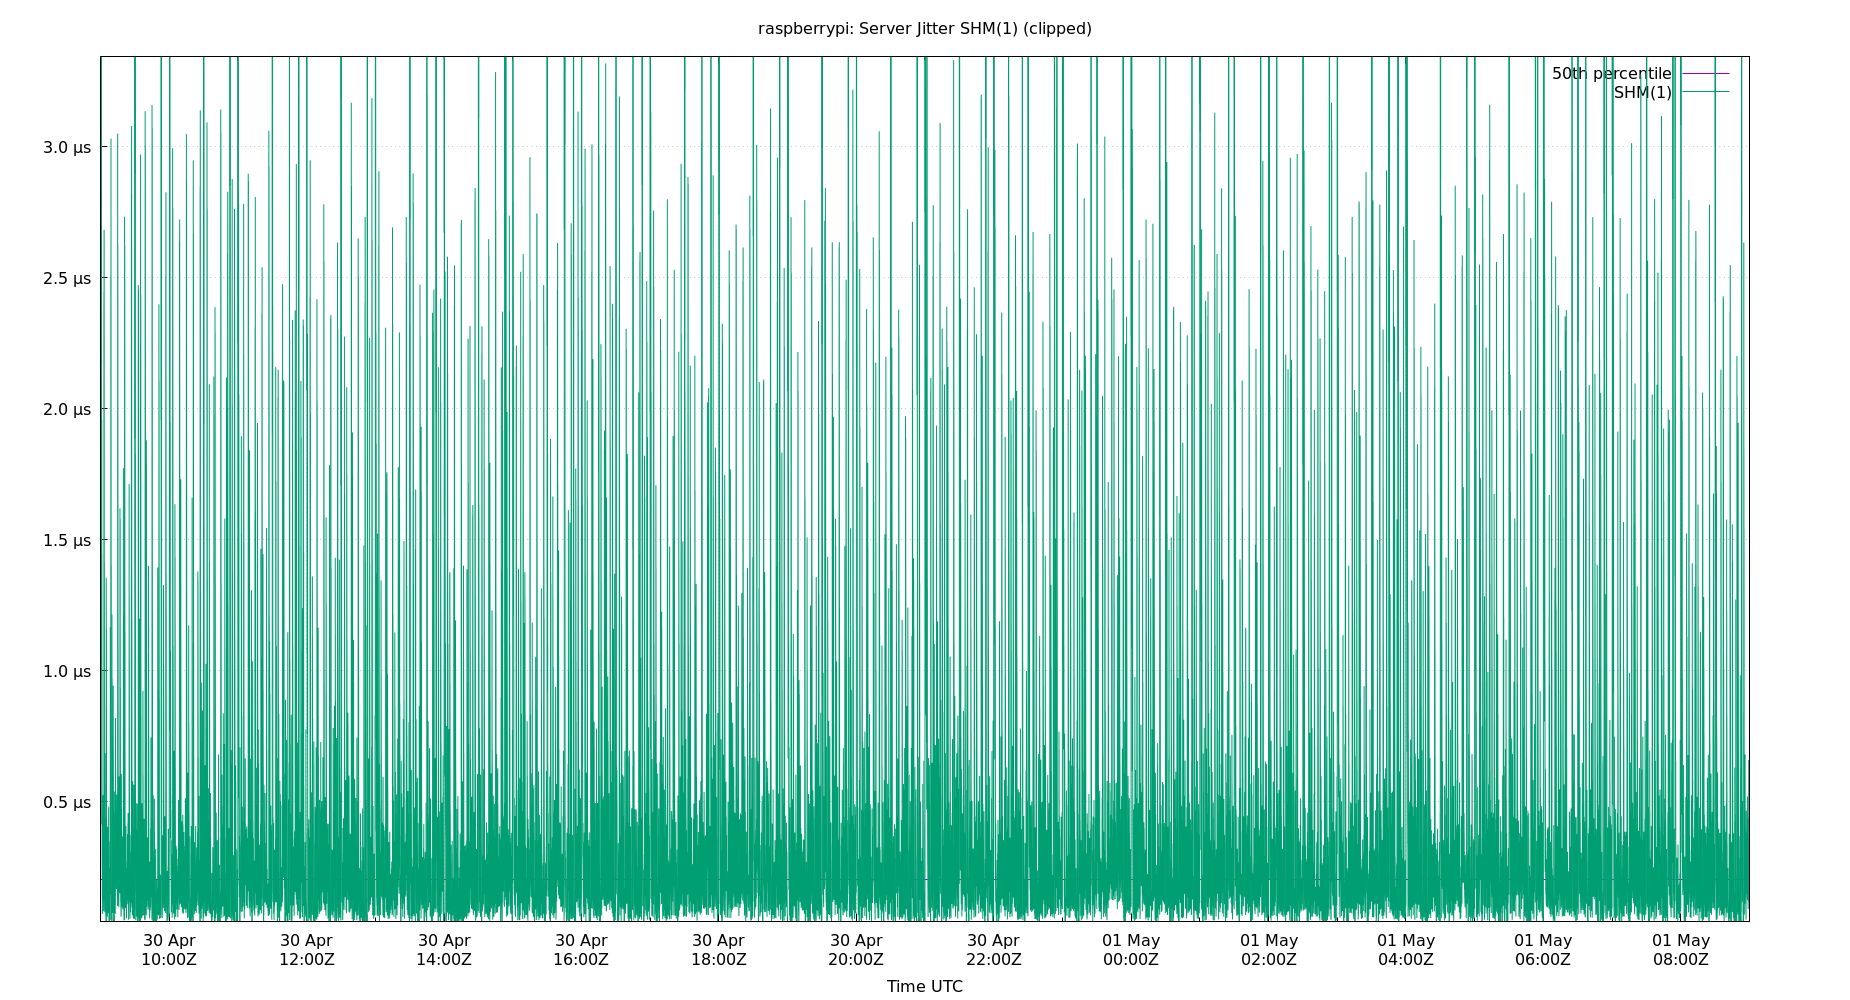 raspberrypi: Server Jitter SHM(1) (clipped)
50th percentile
SHM(1)
3.0 µs
2.5 µs
2.0 µs
1.5 µs
1.0 µs
0.5 µs
30 Apr 30 Apr 30 Apr 30 Apr 30 Apr 30 Apr 30 Apr 01 May 01 May 01 May 01 May 01 May
10:00Z 12:00Z 14:00Z 16:00Z 18:00Z 20:00Z 22:00Z 00:00Z 02:00Z 04:00Z 06:00Z 08:00Z
Time UTC